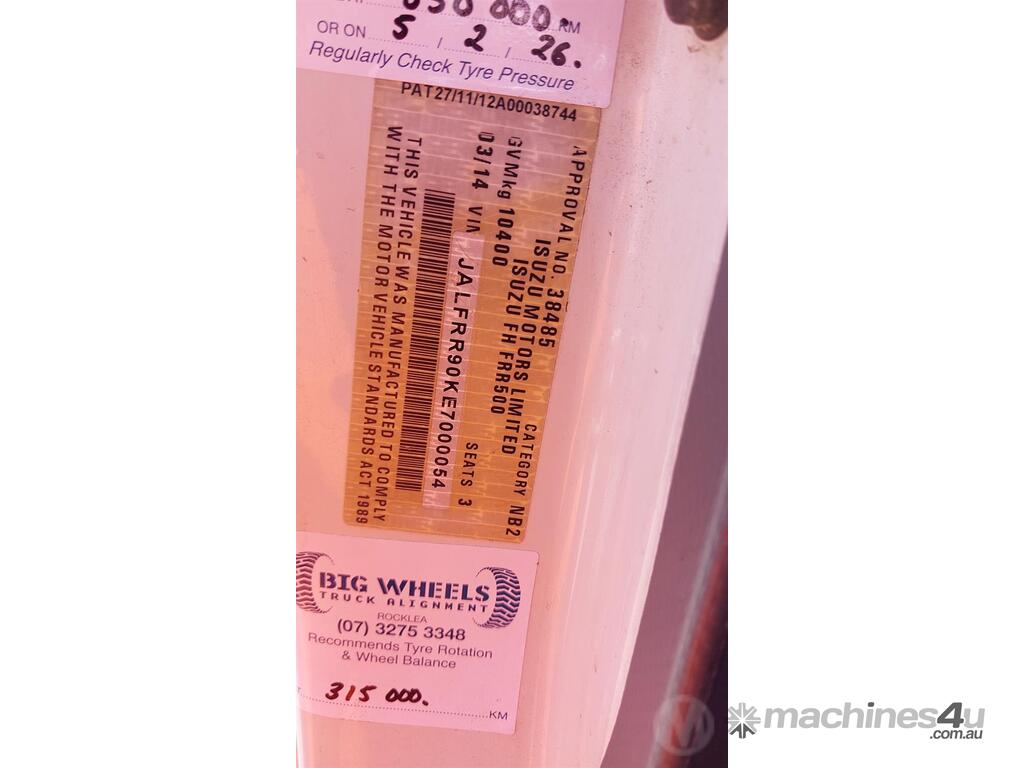 000 KM
OR ON 5 / 2 / 26.
Regularly Check Tyre Pressure
PAT27/11/12A00038744
APPROVAL NO. 38485 CATEGORY NB2
ISUZU MOTORS LIMITED
ISUZU FH FRR500
GVMkg 10400
03/14 VIN JALFRR90KE7000054 SEATS 3
THIS VEHICLE WAS MANUFACTURED TO COMPLY
WITH THE MOTOR VEHICLE STANDARDS ACT 1989
BIG WHEELS
TRUCK ALIGNMENT
ROCKLEA
(07) 3275 3348
Recommends Tyre Rotation
& Wheel Balance
315 000. KM
machines4u
.com.au